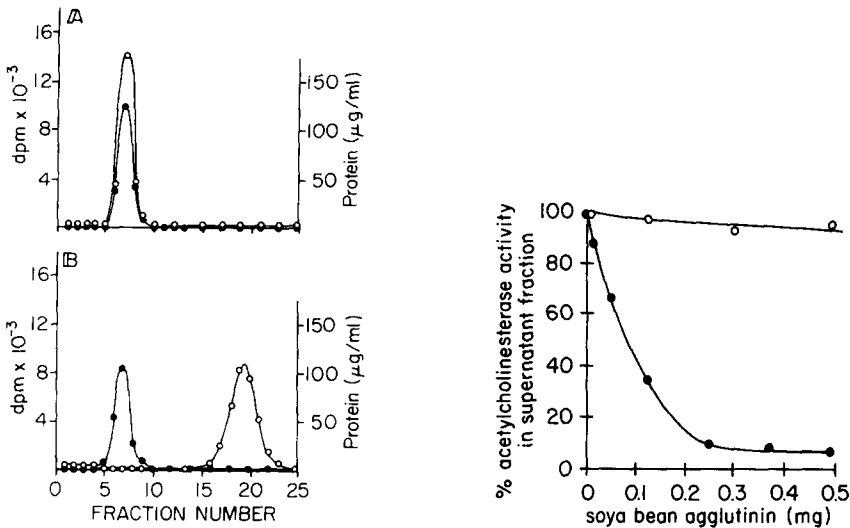 A
16
12
8
4
dpm x 10⁻³
150
100
50
Protein (μg/ml)
B
16
12
8
4
dpm x 10⁻³
150
100
50
Protein (μg/ml)
0 5 10 15 20 25
FRACTION NUMBER
100
80
60
40
20
0
% acetylcholinesterase activity
in supernatant fraction
0 0.1 0.2 0.3 0.4 0.5
soya bean agglutinin (mg)